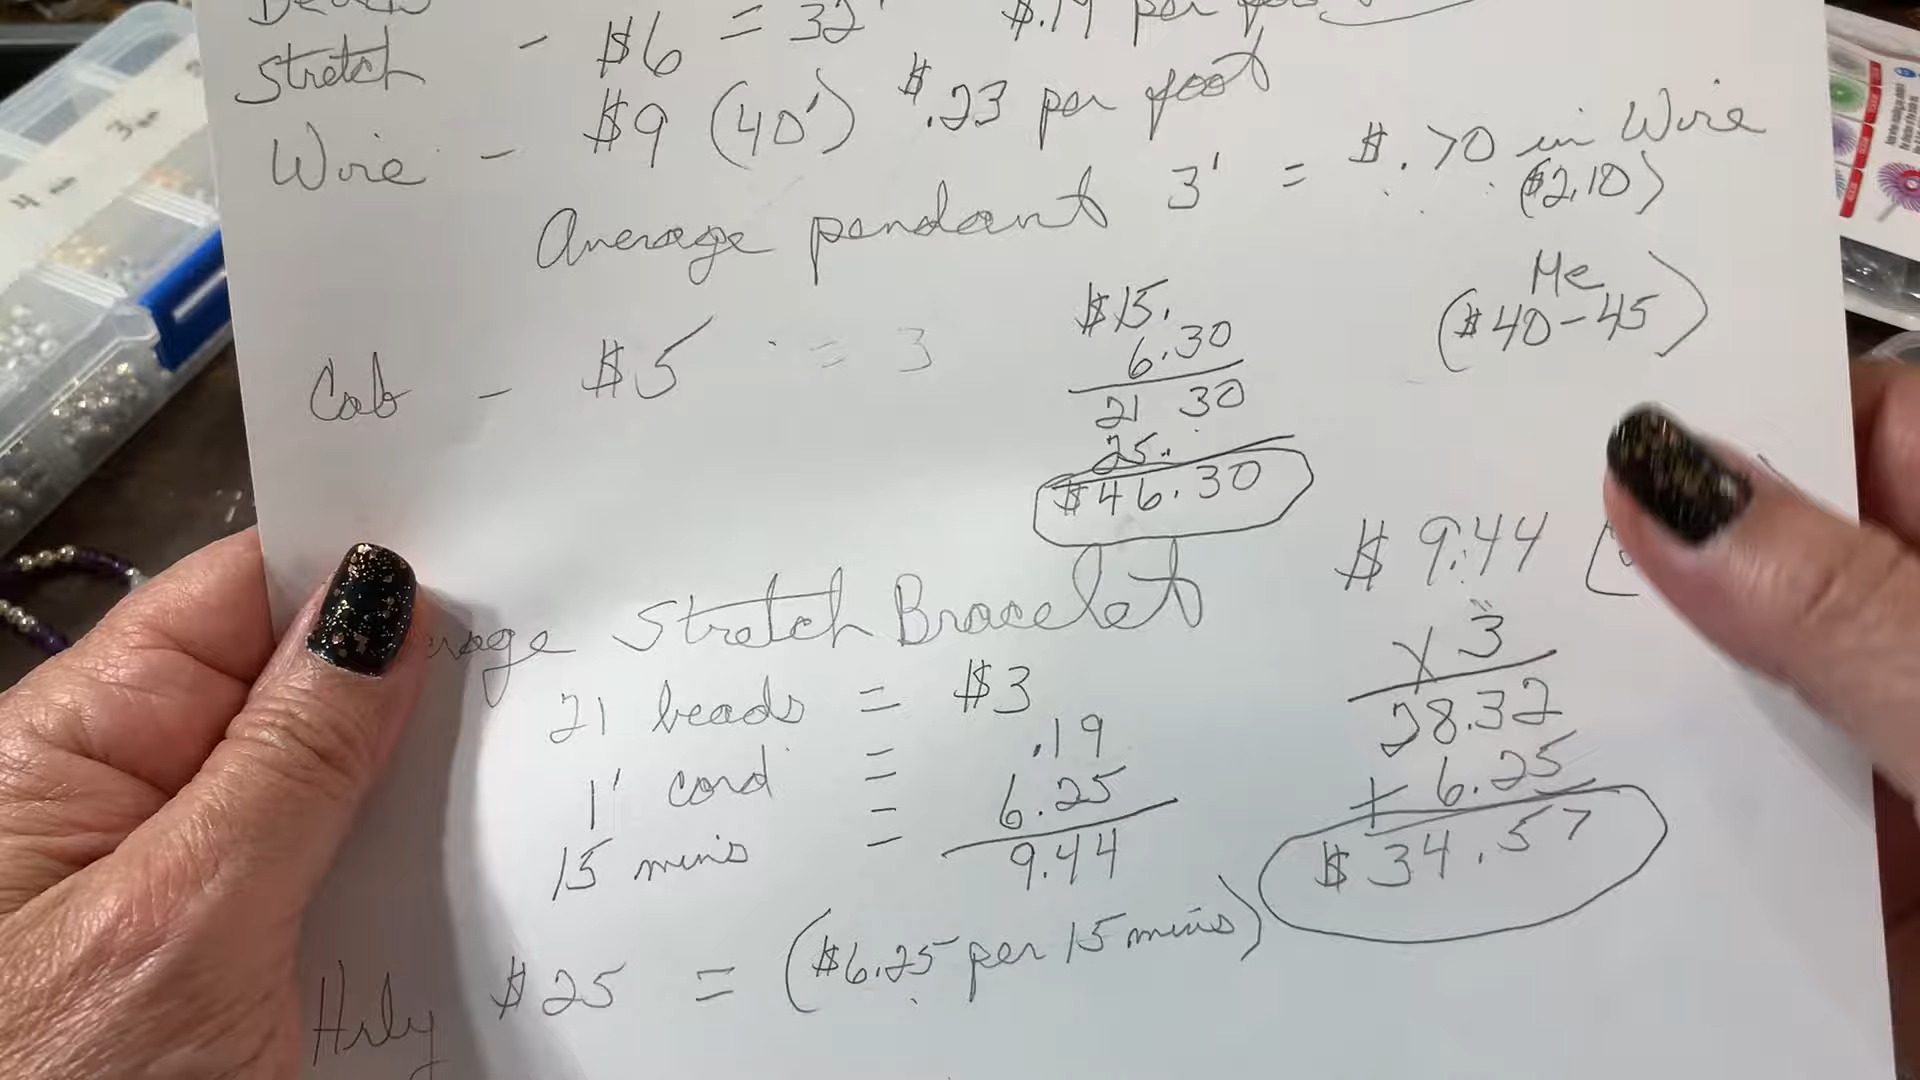 Stretch - $6 = 32' $.19 per
Wire - $9 (40') $.23 per foot
Average pendant 3' = $.70 in Wire
($2.10)
Cab - $5 = 3
$15.
6.30
21 30
25.
$46.30
Me
($40-45)
Stretch Bracelet
21 beads = $3
1' cord = .19
15 mins = 6.25
- 9.44
Hrly $25 = ($6.25 per 15 mins)
$9.44
x 3
28.32
+ 6.25
$34.57
3
4